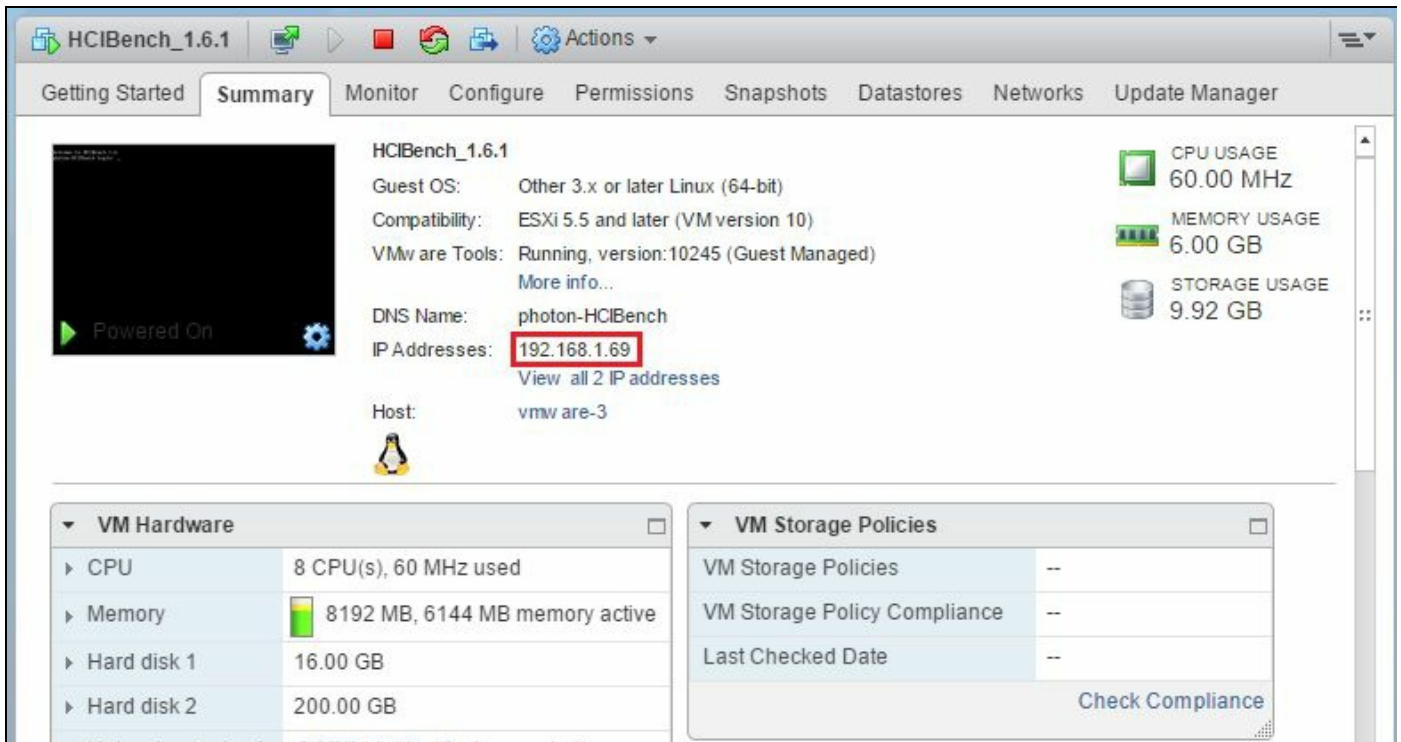 HCIBench_1.6.1 Actions
Getting Started Summary Monitor Configure Permissions Snapshots Datastores Networks Update Manager
HCIBench_1.6.1
Guest OS: Other 3.x or later Linux (64-bit)
Compatibility: ESXi 5.5 and later (VM version 10)
VMware Tools: Running, version:10245 (Guest Managed)
More info...
DNS Name: photon-HCIBench
IP Addresses: 192.168.1.69
View all 2 IP addresses
Host: vmware-3
Powered On
CPU USAGE
60.00 MHz
MEMORY USAGE
6.00 GB
STORAGE USAGE
9.92 GB
VM Hardware
CPU 8 CPU(s), 60 MHz used
Memory 8192 MB, 6144 MB memory active
Hard disk 1 16.00 GB
Hard disk 2 200.00 GB
VM Storage Policies
VM Storage Policies --
VM Storage Policy Compliance --
Last Checked Date --
Check Compliance